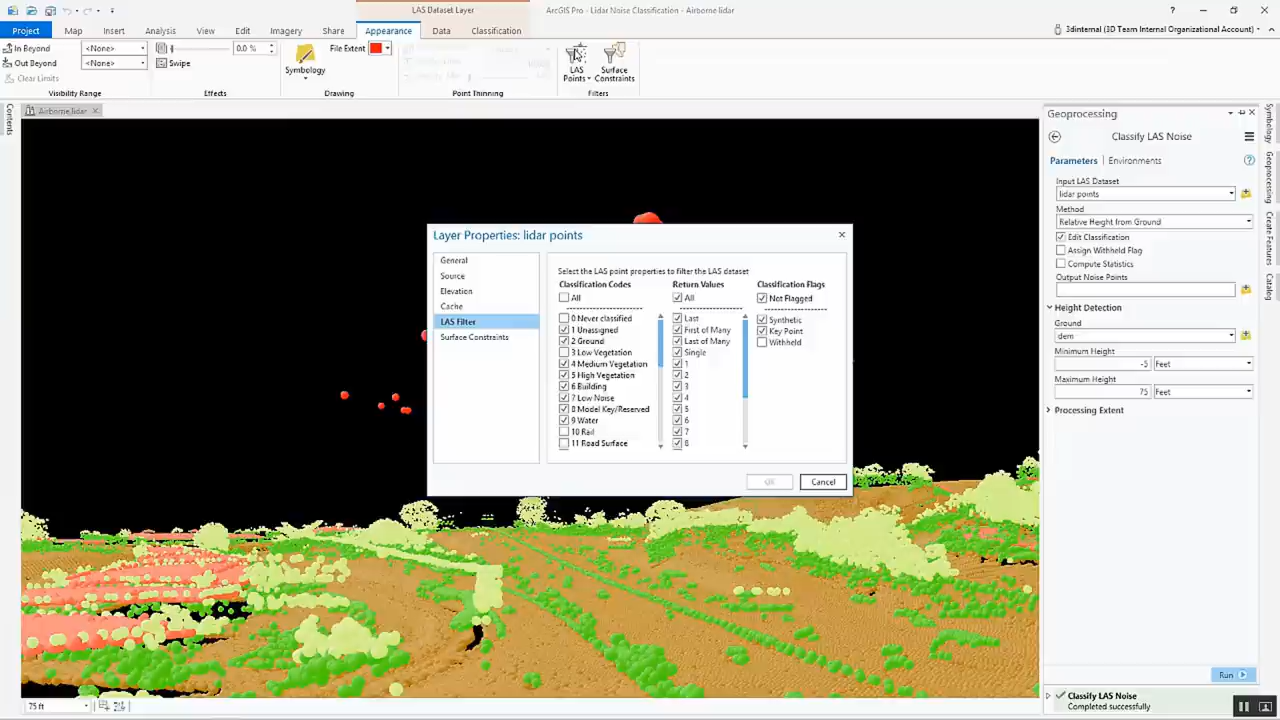 LAS Dataset Layer
ArcGIS Pro - Lidar Noise Classification - Airborne lidar
Project Map Insert Analysis View Edit Imagery Share Appearance Data Classification
3dinternal (3D Team Internal Organizational Account)
In Beyond <None>
Out Beyond <None>
Clear Limits
Visibility Range
0.0 %
Swipe
Effects
File Extent
Symbology
Drawing
Point Thinning
LAS Points
Surface Constraints
Filters
Contents
Airborne lidar
Layer Properties: lidar points
General
Source
Elevation
Cache
LAS Filter
Surface Constraints
Select the LAS point properties to filter the LAS dataset
Classification Codes Return Values Classification Flags
All All Not Flagged
0 Never classified Last Synthetic
1 Unassigned First of Many Key Point
2 Ground Last of Many Withheld
3 Low Vegetation Single
4 Medium Vegetation 1
5 High Vegetation 2
6 Building 3
7 Low Noise 4
8 Model Key/Reserved 5
9 Water 6
10 Rail 7
11 Road Surface 8
OK Cancel
Geoprocessing
Classify LAS Noise
Parameters | Environments
Input LAS Dataset
lidar points
Method
Relative Height from Ground
Edit Classification
Assign Withheld Flag
Compute Statistics
Output Noise Points
Height Detection
Ground
dem
Minimum Height
-5 Feet
Maximum Height
75 Feet
Processing Extent
Run
Classify LAS Noise
Completed successfully
Symbology
Geoprocessing
Create Features
Catalog
75 ft